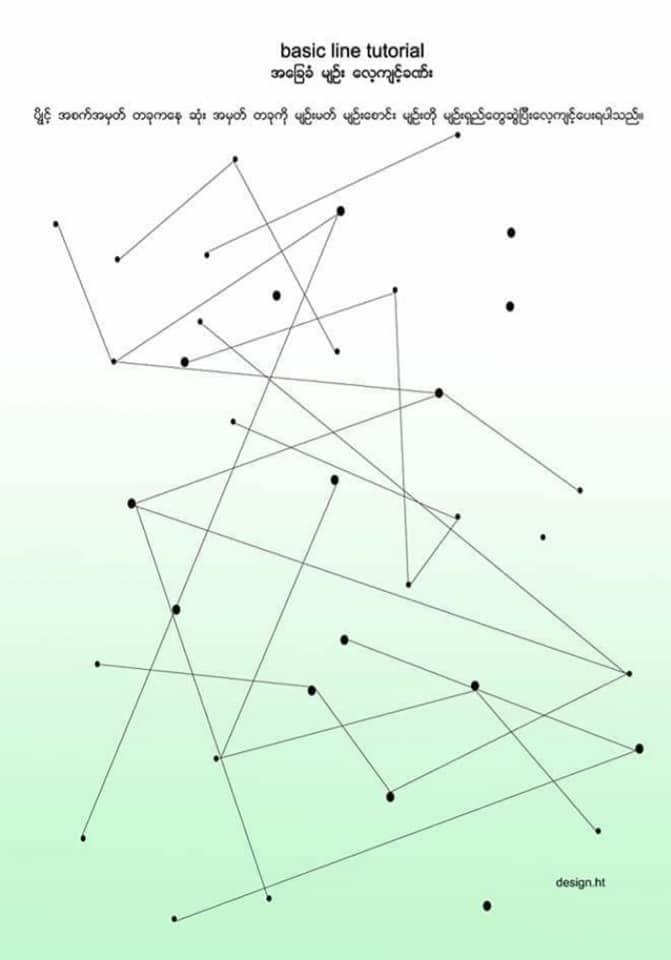 basic line tutorial
အခြေခံ မျဉ်း လေ့ကျင့်ခဏ်း
ပွိုင့် အစက်အမှတ် တခုကနေ ဆုံး အမှတ် တခုကို မျဉ်းမတ် မျဉ်းစောင်း မျဉ်းတို မျဉ်းရှည်တွေဆွဲပြီးလေ့ကျင့်ပေးရပါသည်။
design.ht